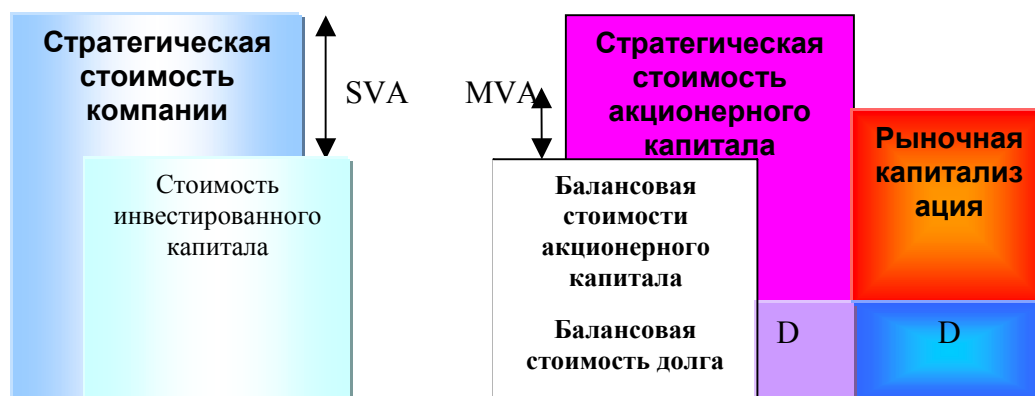 Стратегическая
стоимость
компании
SVA
Стоимость
инвестированного
капитала
MVA
Стратегическая
стоимость
акционерного
капитала
Балансовая
стоимости
акционерного
капитала
Балансовая
стоимость долга
D
Рыночная
капитализ
ация
D